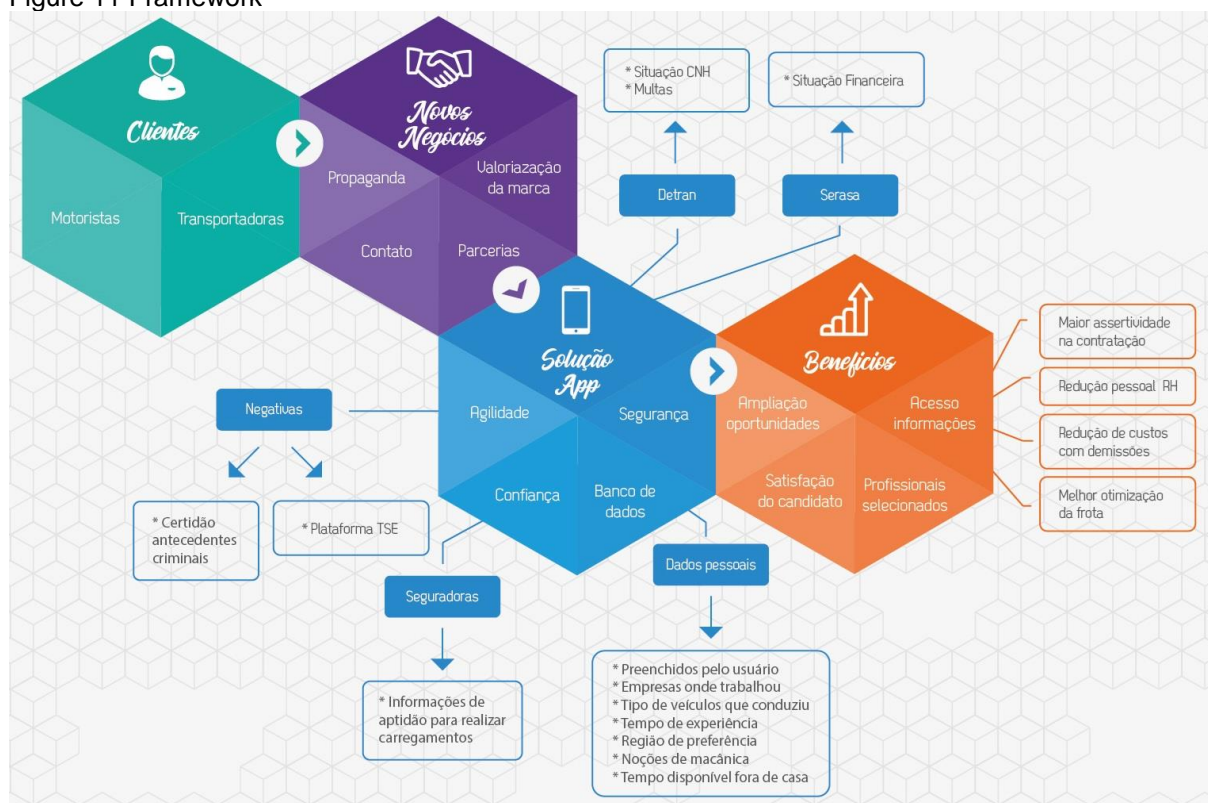 Figure 11 Framework
Clientes
Motoristas
Transportadoras
Novos
Negócios
Propaganda
Valoriazação
da marca
Contato
Parcerias
* Situação CNH
* Multas
* Situação Financeira
Detran
Serasa
Solução
App
Agilidade
Segurança
Confiança
Banco de
dados
Benefícios
Ampliação
oportunidades
Acesso
informações
Satisfação
do candidato
Profissionais
selecionados
Maior assertividade
na contratação
Redução pessoal RH
Redução de custos
com demissões
Melhor otimização
da frota
Negativas
* Certidão
antecedentes
criminais
* Plataforma TSE
Seguradoras
* Informações de
aptidão para realizar
carregamentos
Dados pessoais
* Preenchidos pelo usuário
* Empresas onde trabalhou
* Tipo de veículos que conduziu
* Tempo de experiência
* Região de preferência
* Noções de macânica
* Tempo disponível fora de casa